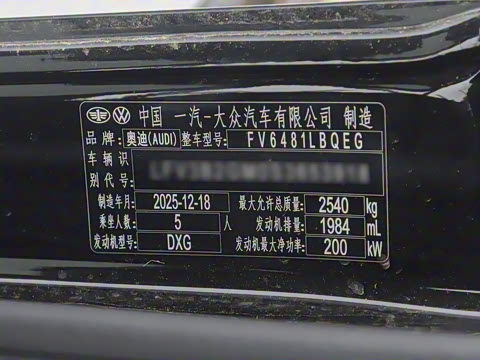 中国 一汽-大众汽车有限公司 制造
品牌: 奥迪(AUDI) 整车型号: FV6481LBQEG
车辆识
别代号:
制造年月: 2025-12-18 最大允许总质量: 2540 kg
乘坐人数: 5 人 发动机排量: 1984 mL
发动机型号: DXG 发动机最大净功率: 200 kW